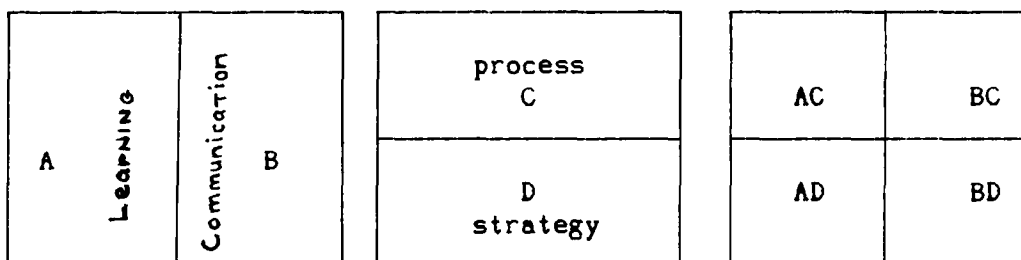 A
Learning
Communication
B
process
C
D
strategy
AC
BC
AD
BD